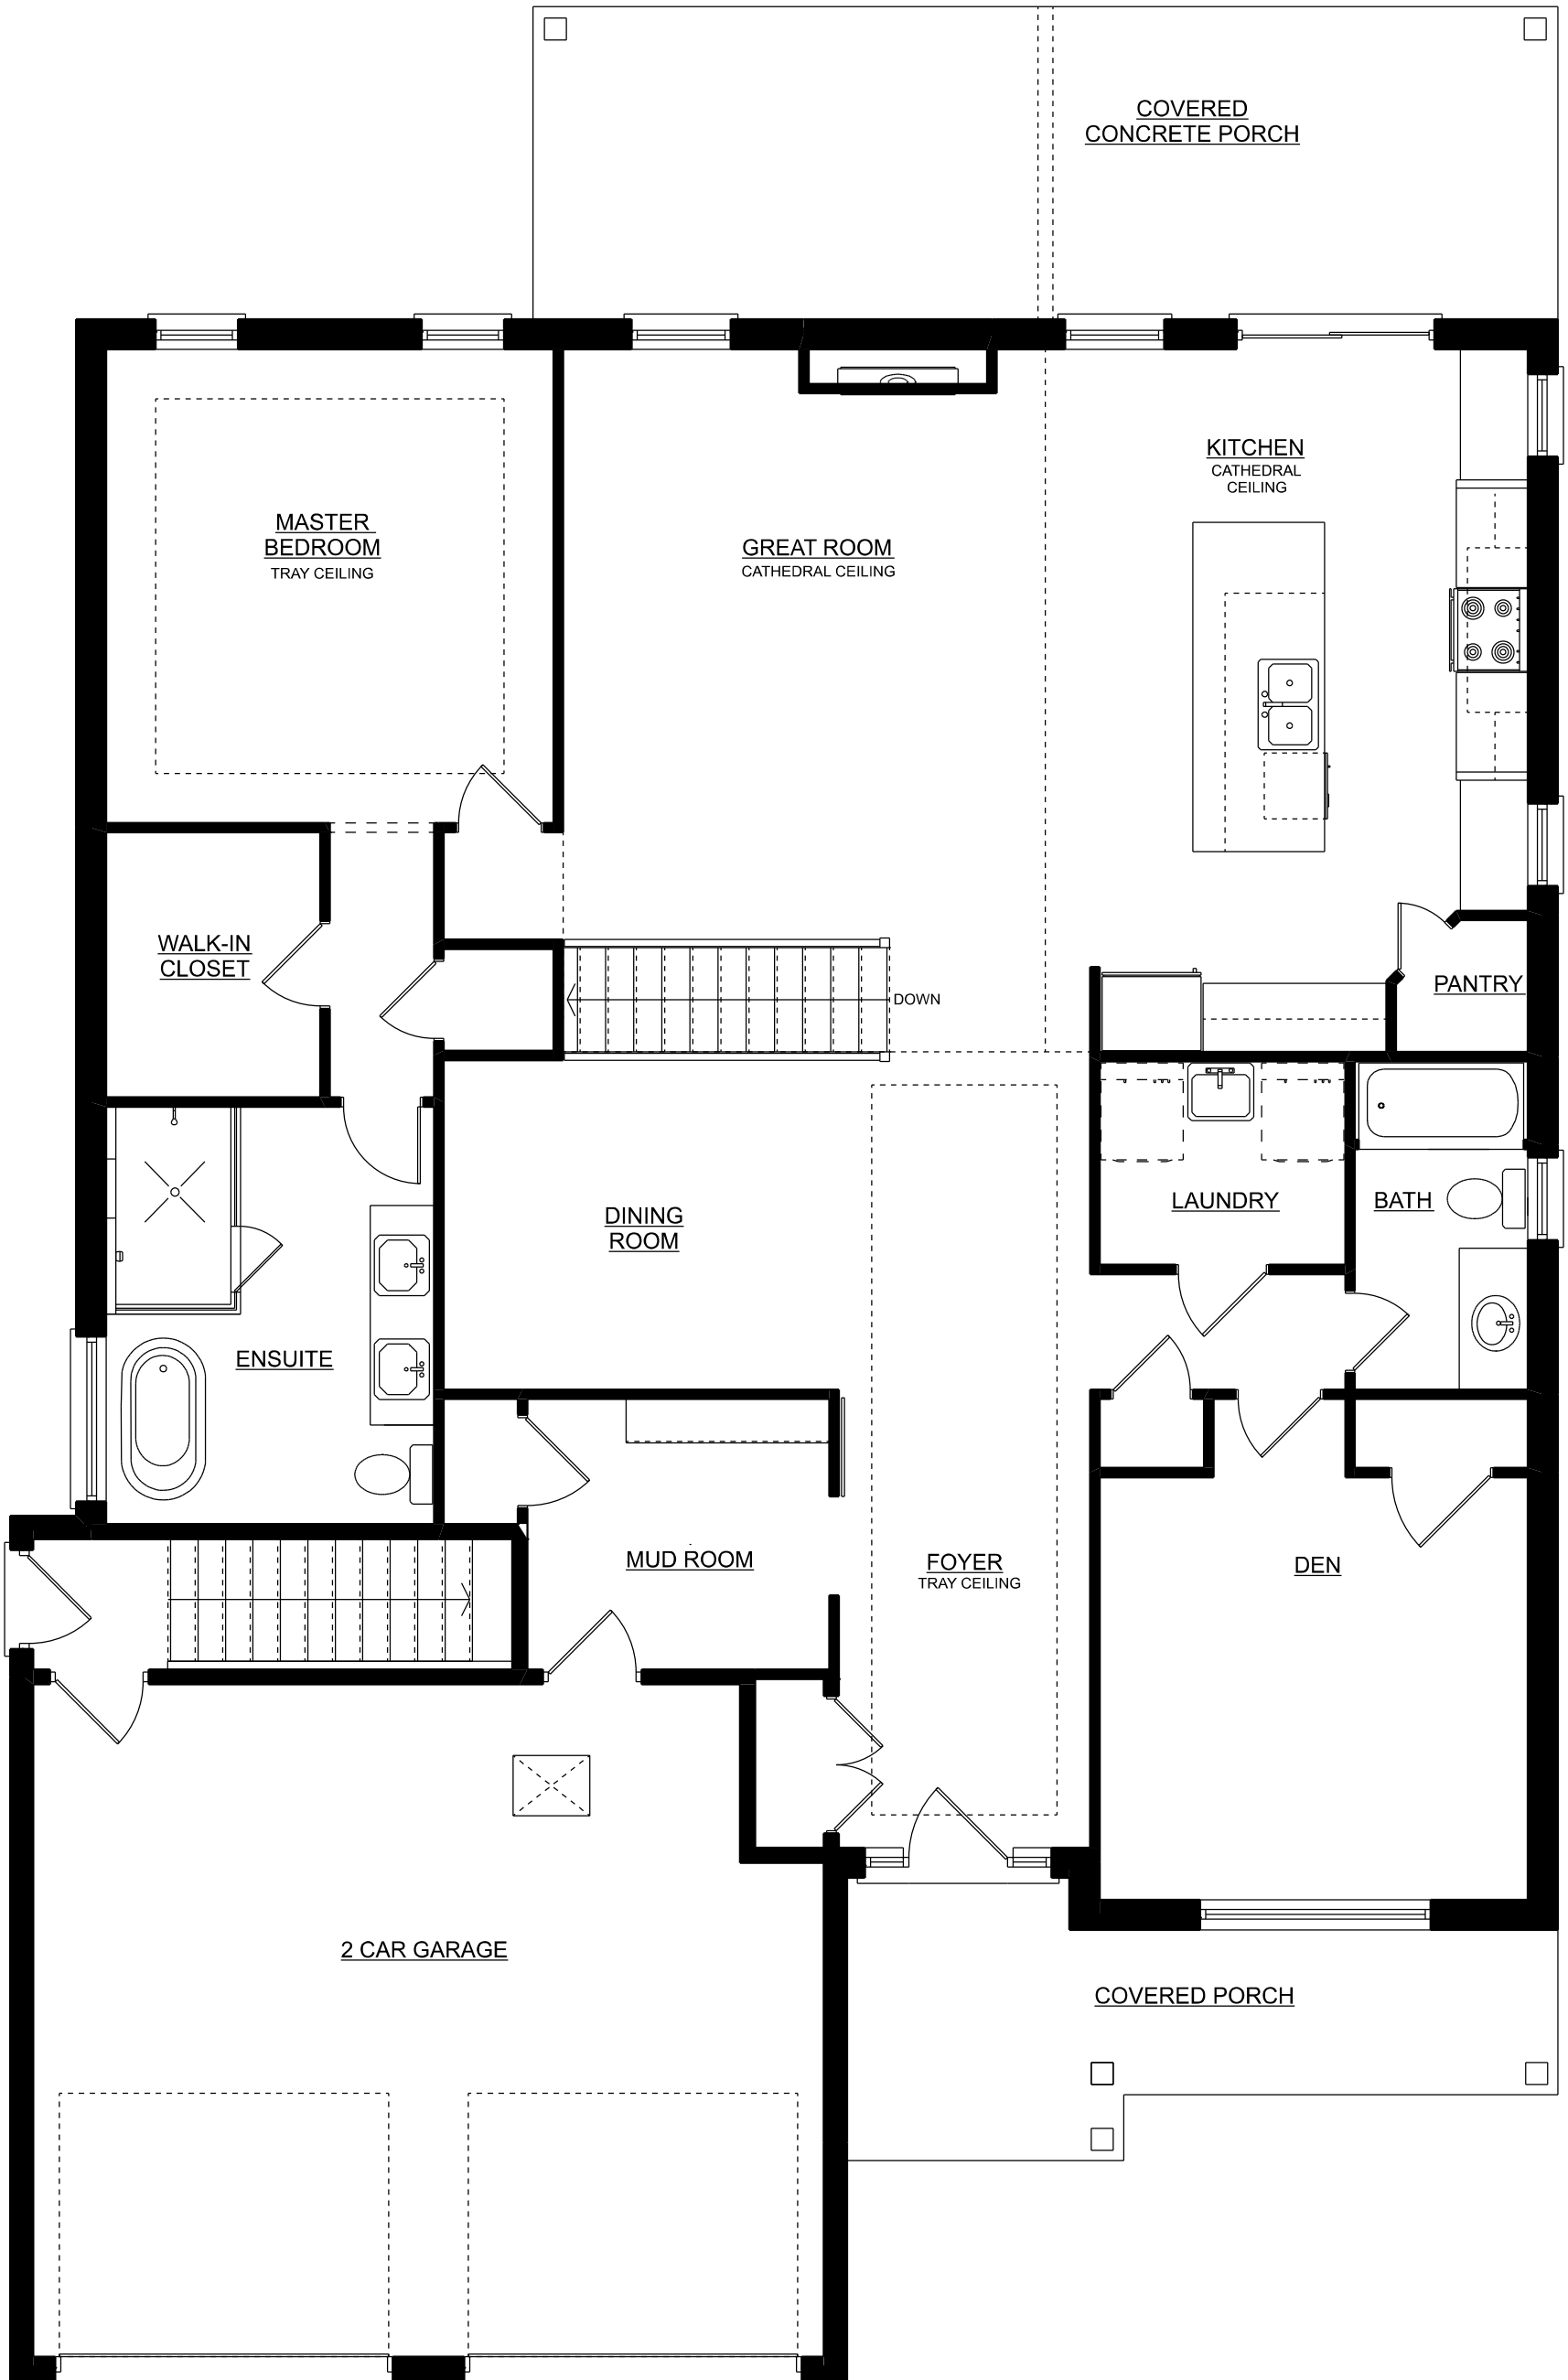 COVERED
CONCRETE PORCH
KITCHEN
CATHEDRAL
CEILING
MASTER
BEDROOM
TRAY CEILING
GREAT ROOM
CATHEDRAL CEILING
WALK-IN
CLOSET
PANTRY
DOWN
LAUNDRY
BATH
DINING
ROOM
ENSUITE
MUD ROOM
FOYER
TRAY CEILING
DEN
2 CAR GARAGE
COVERED PORCH